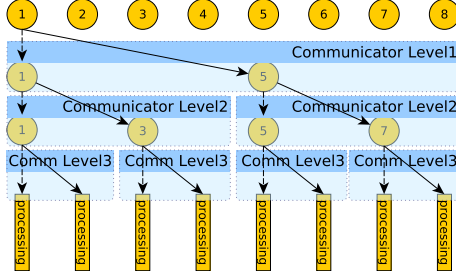 1 2 3 4 5 6 7 8
Communicator Level1
1 5
Communicator Level2 Communicator Level2
1 3 5 7
Comm Level3 Comm Level3 Comm Level3 Comm Level3
processing processing processing processing processing processing processing processing